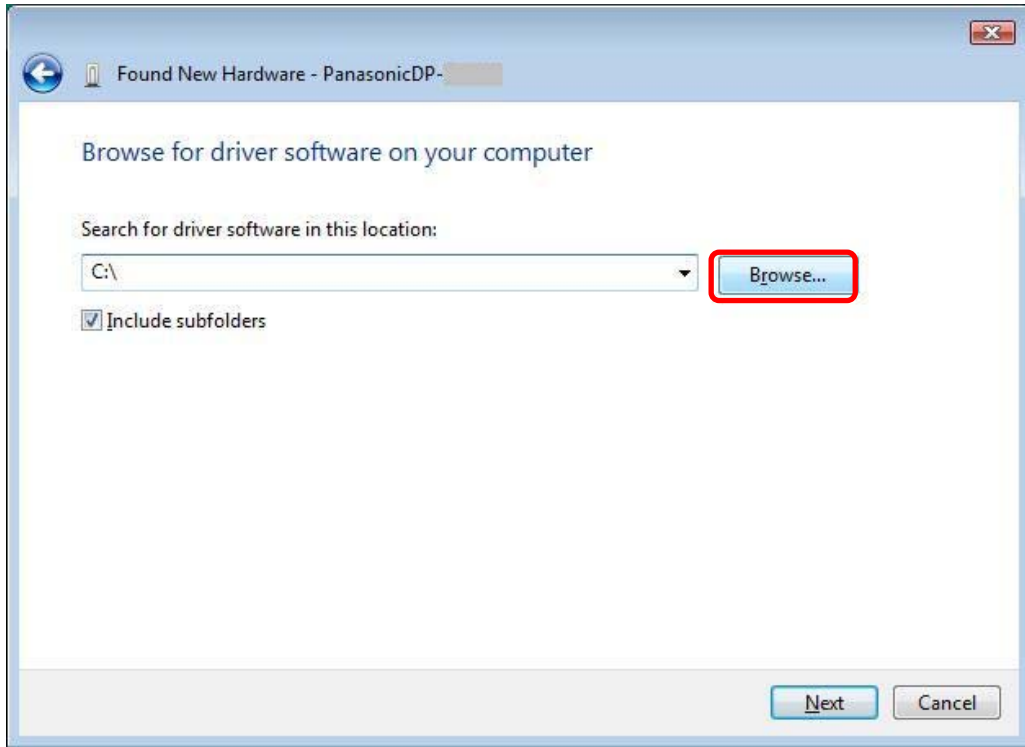 Found New Hardware - PanasonicDP-
Browse for driver software on your computer
Search for driver software in this location:
C:\
Browse...
Include subfolders
Next
Cancel